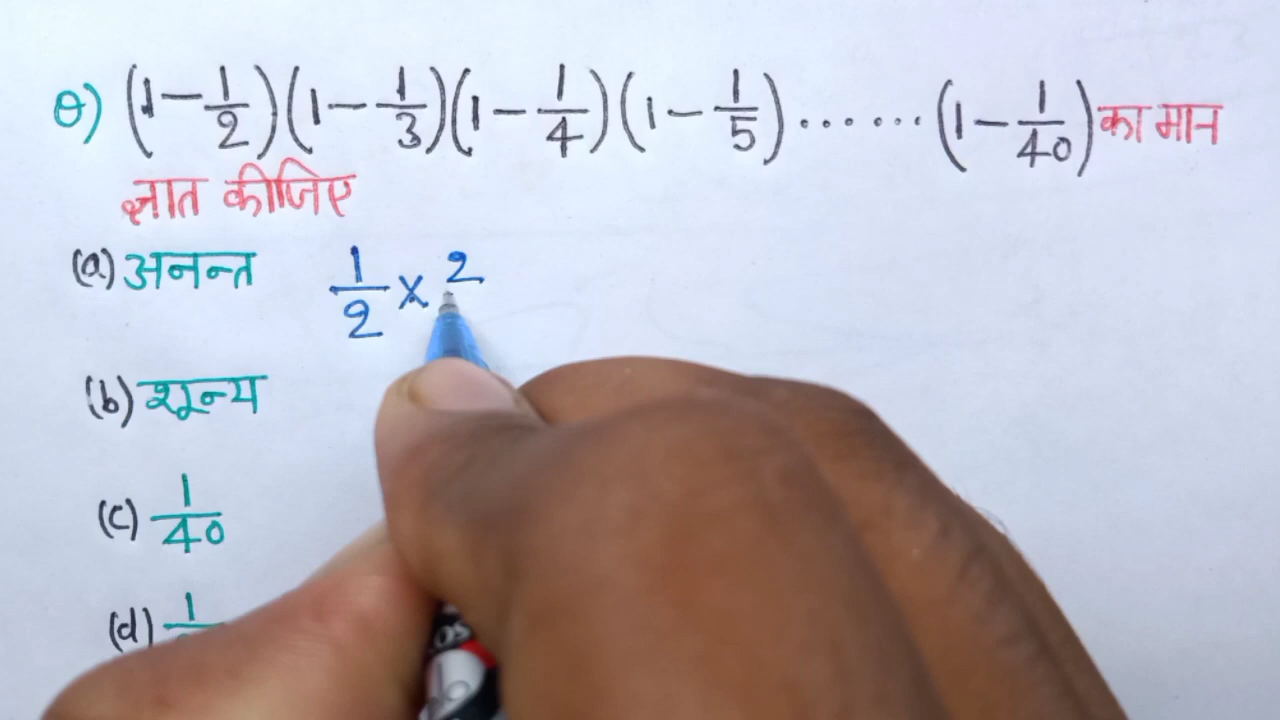 Q) (1-1/2)(1-1/3)(1-1/4)(1-1/5)......(1-1/40) का मान
ज्ञात कीजिए
(a) अनन्त
1/2 × 2
(b) शून्य
(c) 1/40
(d) 1